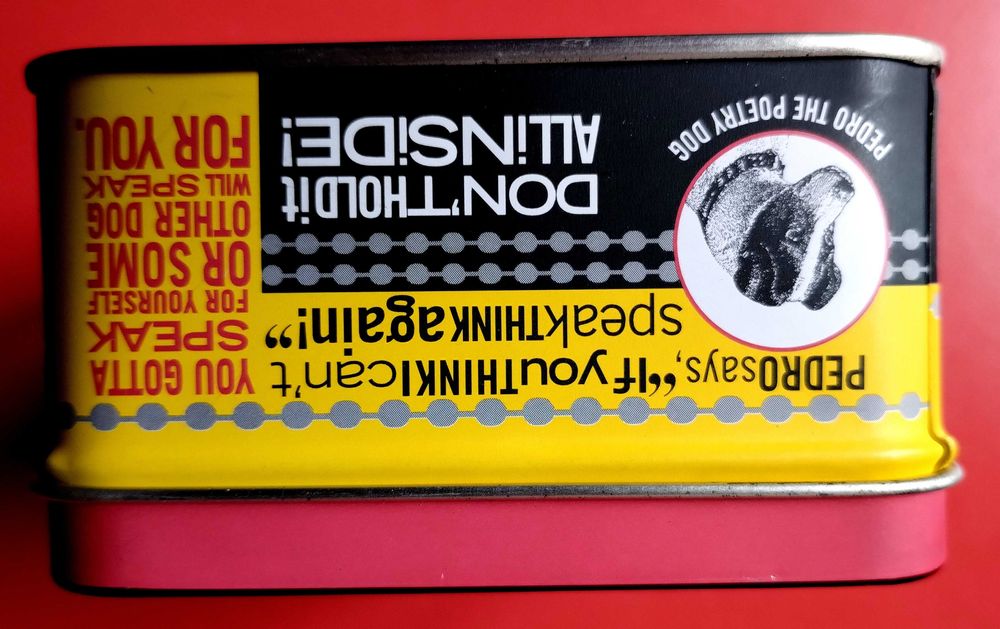 PEDRO says, “If you THINK I can't
speak THINK again!”
PEDRO THE POETRY DOG
DON'T HOLD it
ALL iNSiDE!
YOU GOTTA
SPEAK
FOR YOURSELF
OR SOME
OTHER DOG
WILL SPEAK
FOR YOU.